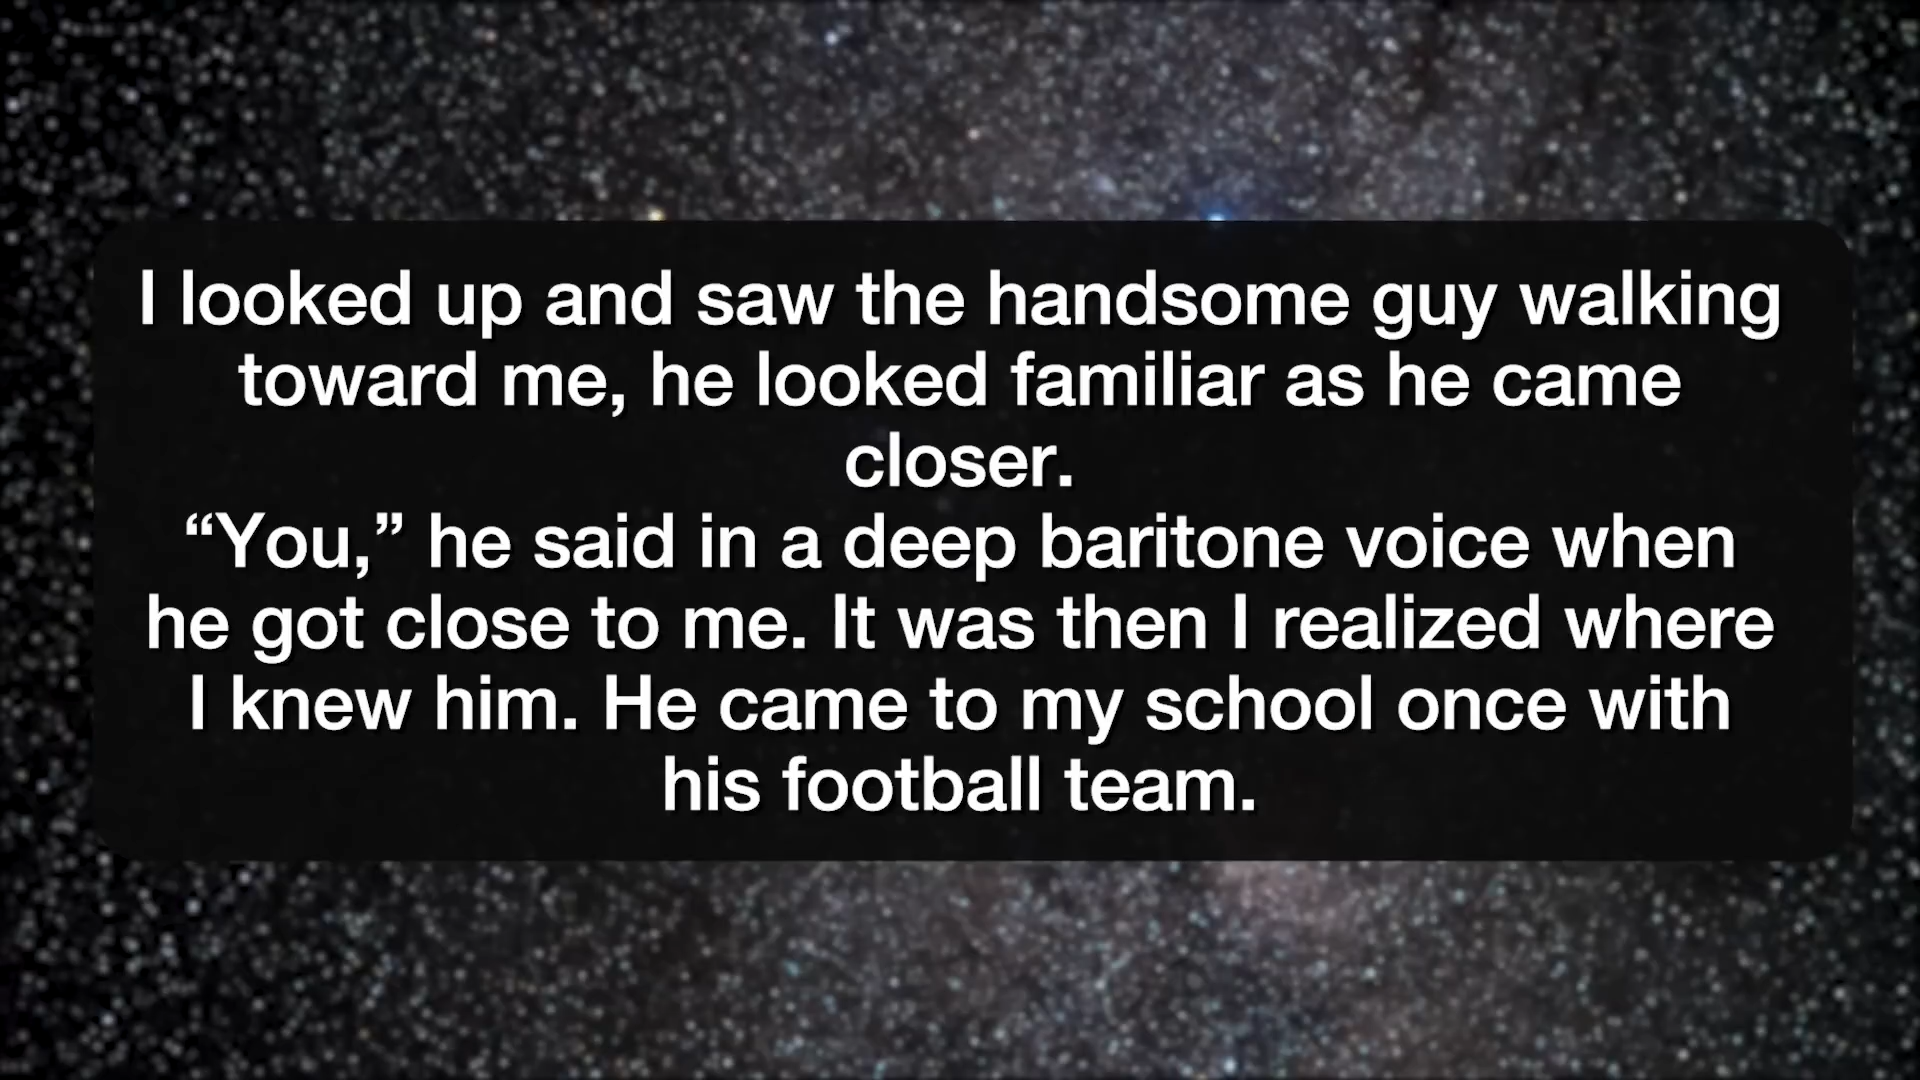 I looked up and saw the handsome guy walking
toward me, he looked familiar as he came
closer.
“You,” he said in a deep baritone voice when
he got close to me. It was then I realized where
I knew him. He came to my school once with
his football team.